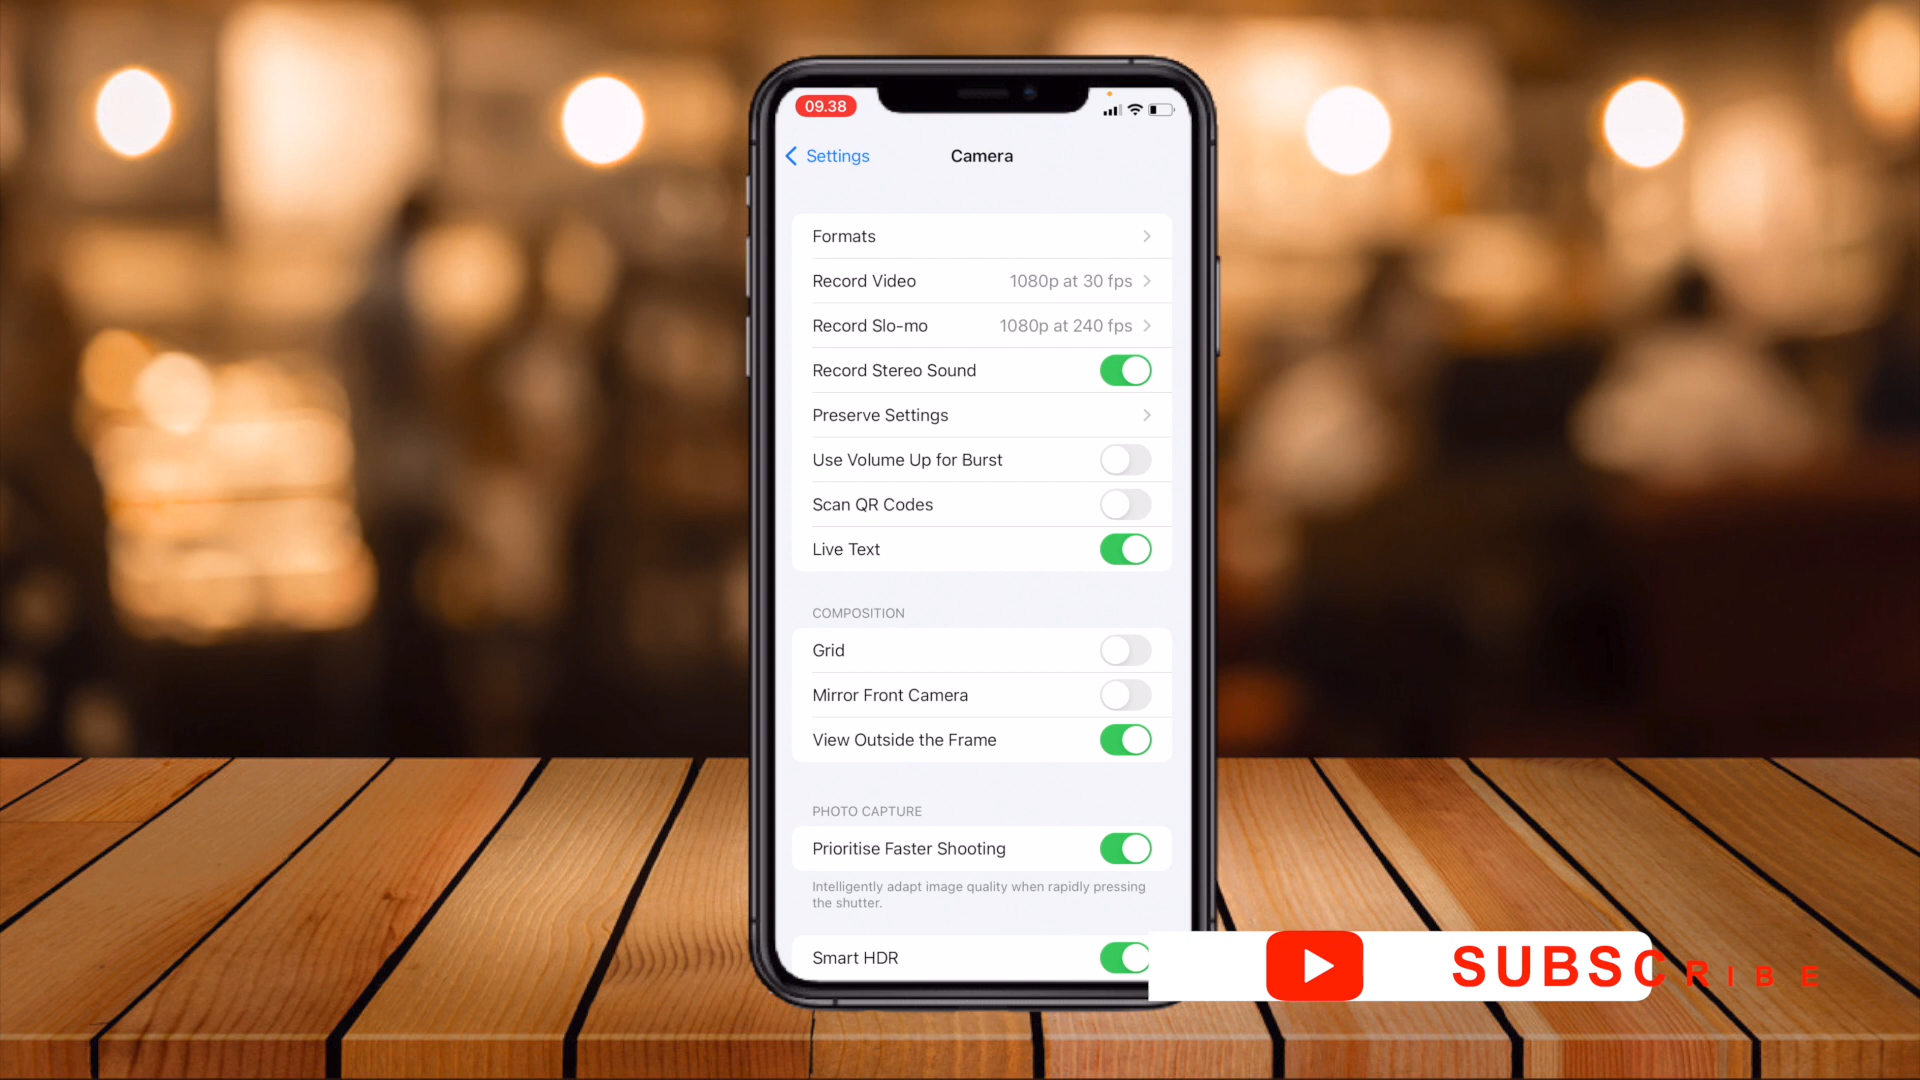 09.38
Settings
Camera
Formats
Record Video 1080p at 30 fps
Record Slo-mo 1080p at 240 fps
Record Stereo Sound
Preserve Settings
Use Volume Up for Burst
Scan QR Codes
Live Text
COMPOSITION
Grid
Mirror Front Camera
View Outside the Frame
PHOTO CAPTURE
Prioritise Faster Shooting
Intelligently adapt image quality when rapidly pressing
the shutter.
Smart HDR
SUBSCRIBE